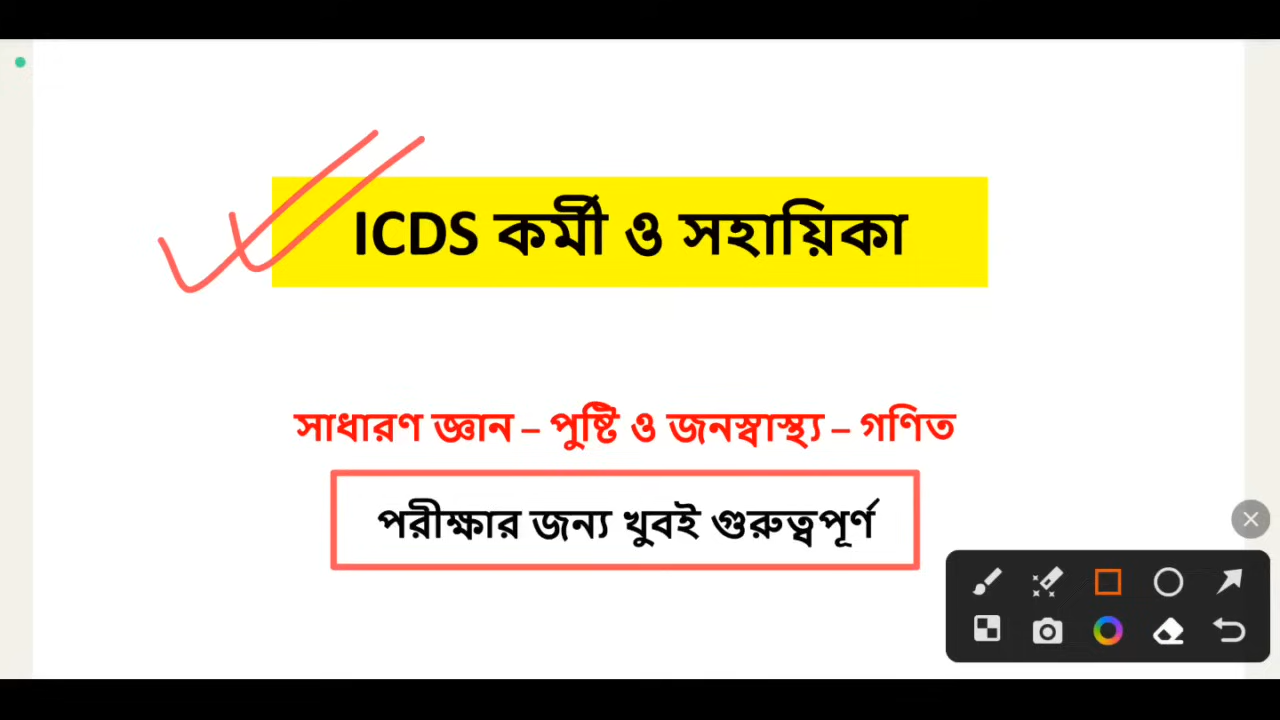 ICDS কর্মী ও সহায়িকা
সাধারণ জ্ঞান – পুষ্টি ও জনস্বাস্থ্য – গণিত
পরীক্ষার জন্য খুবই গুরুত্বপূর্ণ